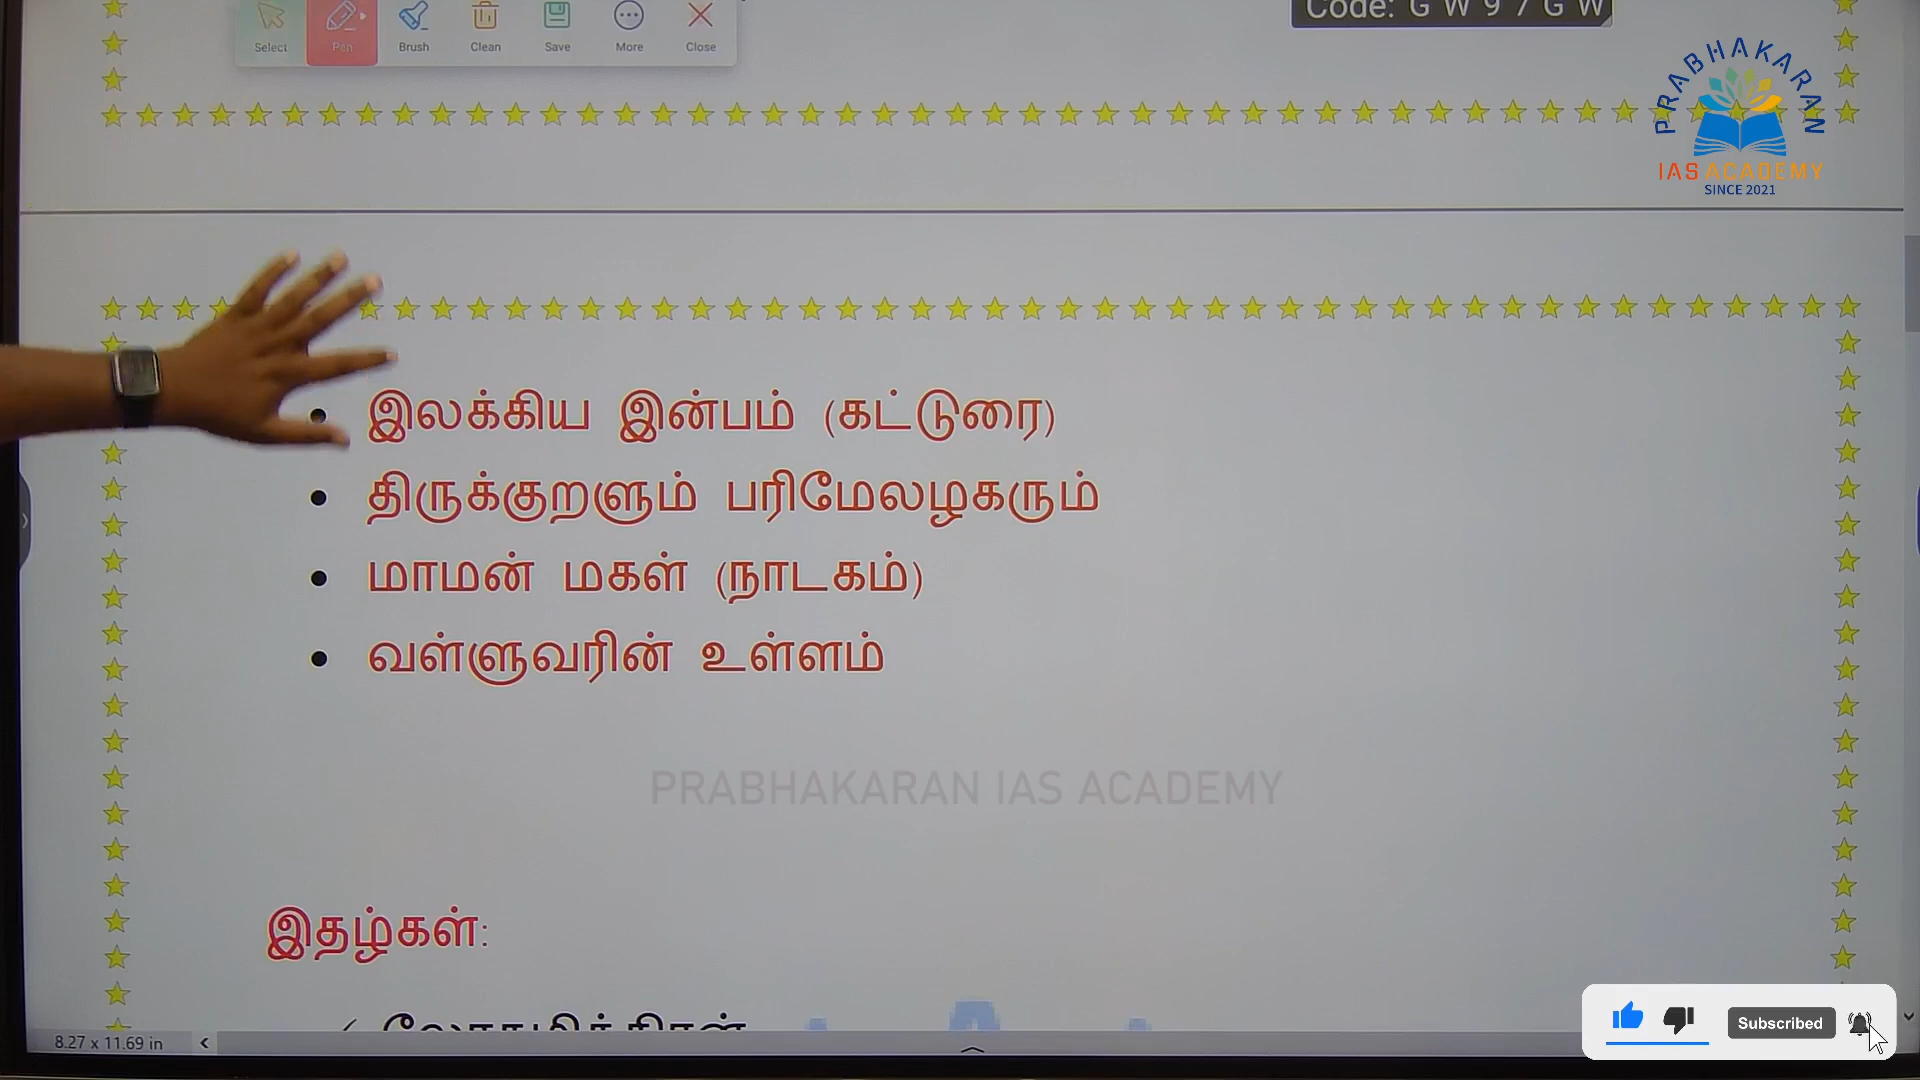 Code: G W 9 7 G W
Select Pen Brush Clean Save More Close
PRABHAKARAN
IAS ACADEMY
SINCE 2021
• இலக்கிய இன்பம் (கட்டுரை)
• திருக்குறளும் பரிமேலழகரும்
• மாமன் மகள் (நாடகம்)
• வள்ளுவரின் உள்ளம்
PRABHAKARAN IAS ACADEMY
இதழ்கள்:
8.27 x 11.69 in
Subscribed